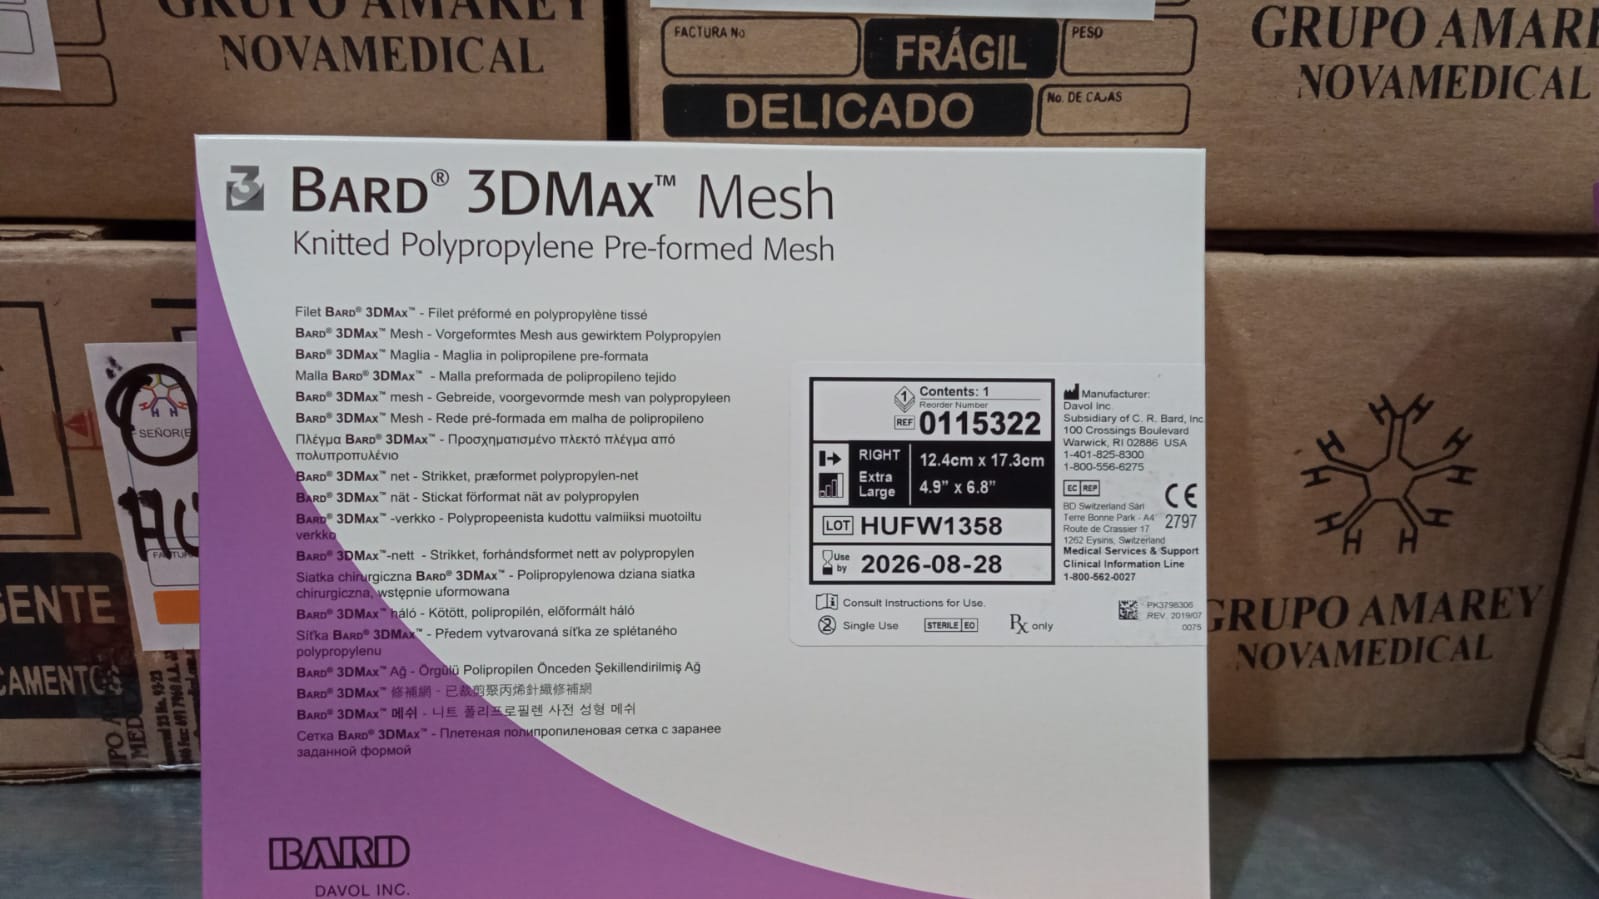 GRUPO AMAREY
NOVAMEDICAL
FACTURA No
FRÁGIL
PESO
DELICADO
No. DE CAJAS
GRUPO AMARE
NOVAMEDICAL
3 BARD® 3DMAX™ Mesh
Knitted Polypropylene Pre-formed Mesh
Filet BARD® 3DMAX™ - Filet préformé en polypropylène tissé
BARD® 3DMAX™ Mesh - Vorgeformtes Mesh aus gewirktem Polypropylen
BARD® 3DMAX™ Maglia - Maglia in polipropilene pre-formata
Malla BARD® 3DMAX™ - Malla preformada de polipropileno tejido
BARD® 3DMAX™ mesh - Gebreide, voorgevormde mesh van polypropyleen
BARD® 3DMAX™ Mesh - Rede pré-formada em malha de polipropileno
Πλέγμα BARD® 3DMAX™ - Προσχηματισμένο πλεκτό πλέγμα από
πολυπροπυλένιο
BARD® 3DMAX™ net - Strikket, præformet polypropylen-net
BARD® 3DMAX™ nät - Stickat förformat nät av polypropylen
BARD® 3DMAX™ -verkko - Polypropeenista kudottu valmiiksi muotoiltu
verkko
BARD® 3DMAX™-nett - Strikket, forhåndsformet nett av polypropylen
Siatka chirurgiczna BARD® 3DMAX™ - Polipropylenowa dziana siatka
chirurgiczna, wstępnie uformowana
BARD® 3DMAX™ háló - Kötött, polipropilén, előformált háló
Síťka BARD® 3DMAX™ - Předem vytvarovaná síťka ze splétaného
polypropylenu
BARD® 3DMAX™ Ağ - Örgülü Polipropilen Önceden Şekillendirilmiş Ağ
BARD® 3DMAX™ 修補網 - 已裁剪聚丙烯針織修補網
BARD® 3DMAX™ 메쉬 - 니트 폴리프로필렌 사전 성형 메쉬
Сетка BARD® 3DMAX™ - Плетеная полипропиленовая сетка с заранее
заданной формой
BARD
DAVOL INC.
1 Contents: 1
Reorder Number
REF 0115322
RIGHT
Extra
Large
12.4cm x 17.3cm
4.9" x 6.8"
LOT HUFW1358
Use
by 2026-08-28
Consult Instructions for Use.
2 Single Use STERILE EO Rx only
Manufacturer:
Davol Inc.
Subsidiary of C. R. Bard, Inc
100 Crossings Boulevard
Warwick, RI 02886 USA
1-401-825-8300
1-800-556-6275
EC REP
BD Switzerland Sàrl
Terre Bonne Park - A4
Route de Crassier 17
1262 Eysins, Switzerland
CE
2797
Medical Services & Support
Clinical Information Line
1-800-562-0027
PK3798306
REV. 2019/07
0075
SEÑOR(E
GENTE
CAMENTOS
GRUPO AMAREY
NOVAMEDICAL